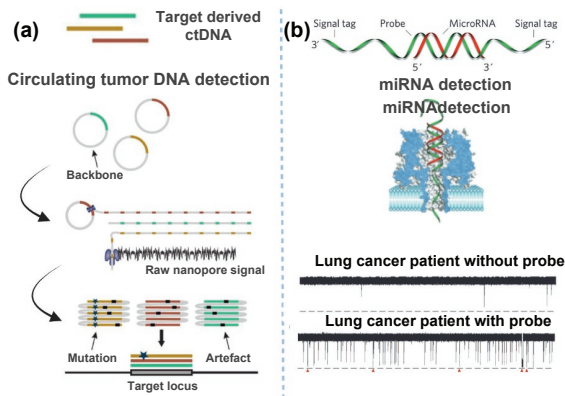 (a)
Target derived
ctDNA
Circulating tumor DNA detection
Backbone
Raw nanopore signal
Mutation
Artefact
Target locus
(b)
Signal tag
Probe
MicroRNA
Signal tag
3´
5´
5´
3´
miRNA detection
miRNAdetection
Lung cancer patient without probe
Lung cancer patient with probe